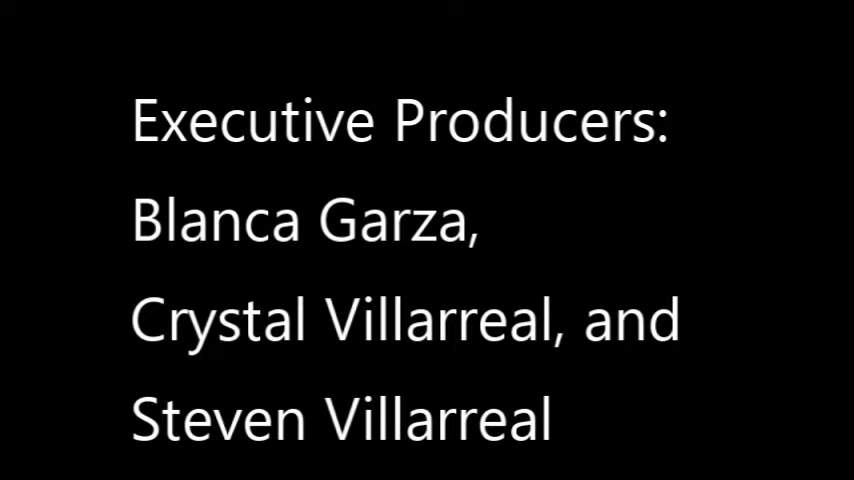 Executive Producers:
Blanca Garza,
Crystal Villarreal, and
Steven Villarreal